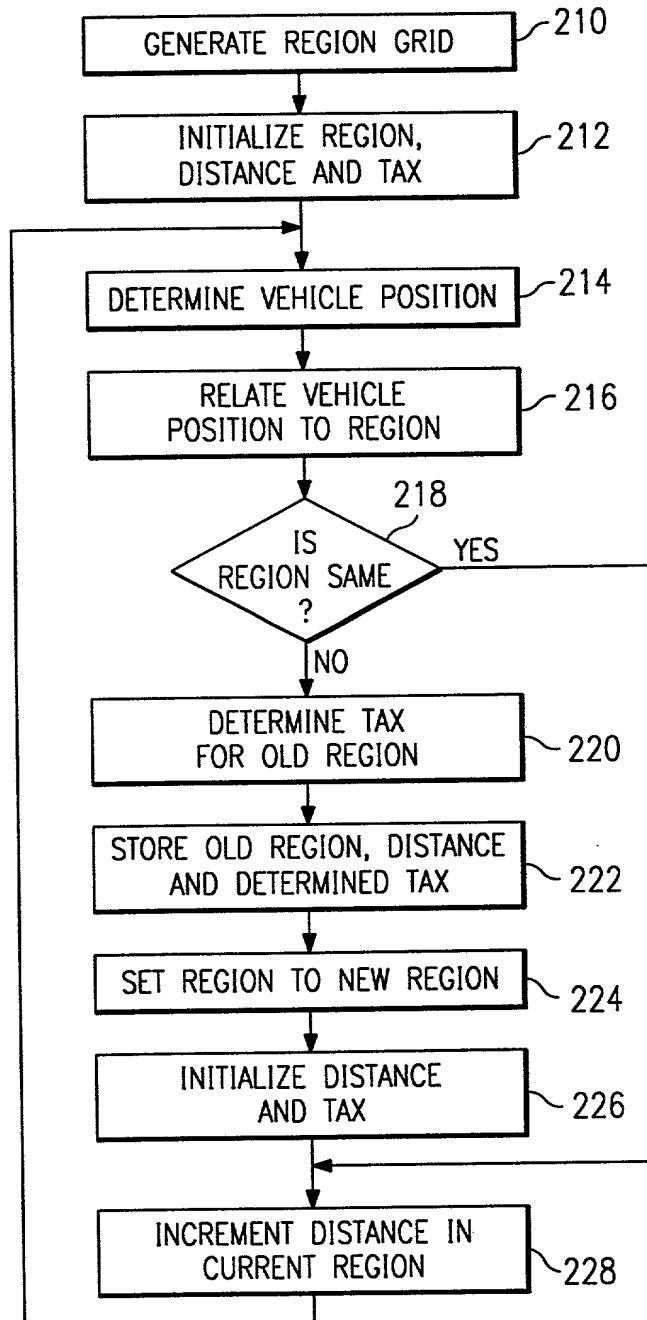 GENERATE REGION GRID
210
INITIALIZE REGION,
DISTANCE AND TAX
212
DETERMINE VEHICLE POSITION
214
RELATE VEHICLE
POSITION TO REGION
216
218
IS
REGION SAME
?
YES
NO
DETERMINE TAX
FOR OLD REGION
220
STORE OLD REGION, DISTANCE
AND DETERMINED TAX
222
SET REGION TO NEW REGION
224
INITIALIZE DISTANCE
AND TAX
226
INCREMENT DISTANCE IN
CURRENT REGION
228